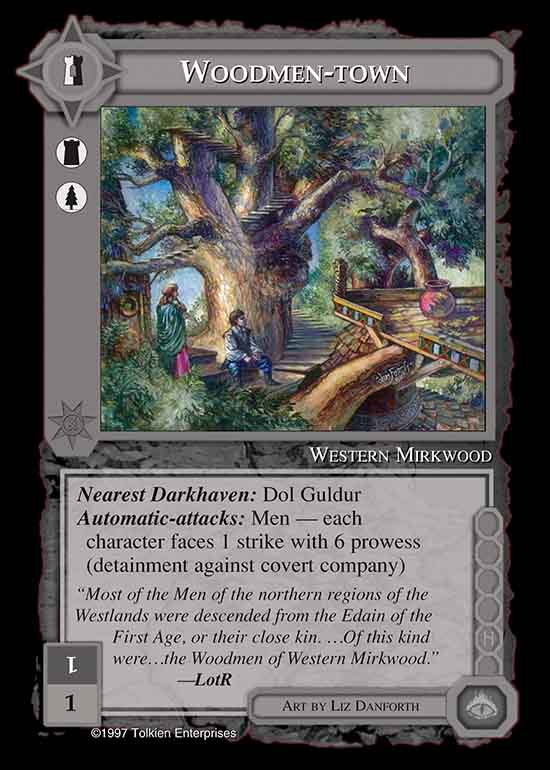 WOODMEN-TOWN
WESTERN MIRKWOOD
Nearest Darkhaven: Dol Guldur
Automatic-attacks: Men — each
character faces 1 strike with 6 prowess
(detainment against covert company)
“Most of the Men of the northern regions of the
Westlands were descended from the Edain of the
First Age, or their close kin. …Of this kind
were…the Woodmen of Western Mirkwood.”
—LotR
1
1
H
ART BY LIZ DANFORTH
©1997 Tolkien Enterprises